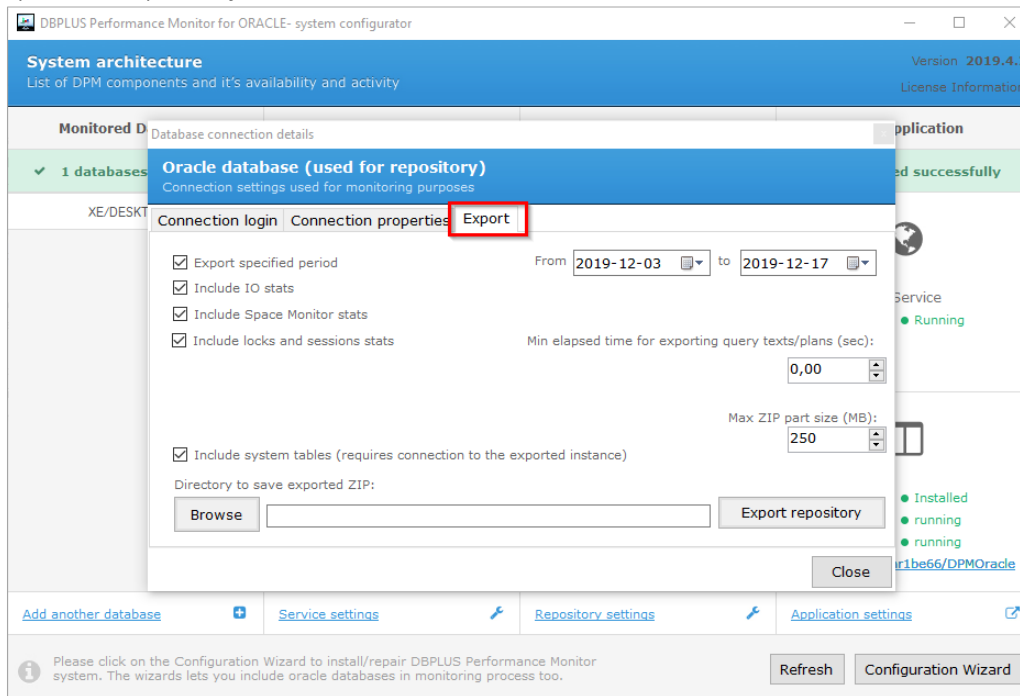 DBPLUS Performance Monitor for ORACLE- system configurator
System architecture
List of DPM components and it's availability and activity
Version 2019.4.
License Information
Monitored D
Application
1 databases
ed successfully
XE/DESKT
Service
Running
Installed
running
running
ar1be66/DPMOracle
Database connection details
Oracle database (used for repository)
Connection settings used for monitoring purposes
Connection login Connection properties Export
Export specified period From 2019-12-03 to 2019-12-17
Include IO stats
Include Space Monitor stats
Include locks and sessions stats Min elapsed time for exporting query texts/plans (sec):
0,00
Max ZIP part size (MB):
250
Include system tables (requires connection to the exported instance)
Directory to save exported ZIP:
Browse Export repository
Close
Add another database Service settings Repository settings Application settings
Please click on the Configuration Wizard to install/repair DBPLUS Performance Monitor
system. The wizards lets you include oracle databases in monitoring process too.
Refresh Configuration Wizard